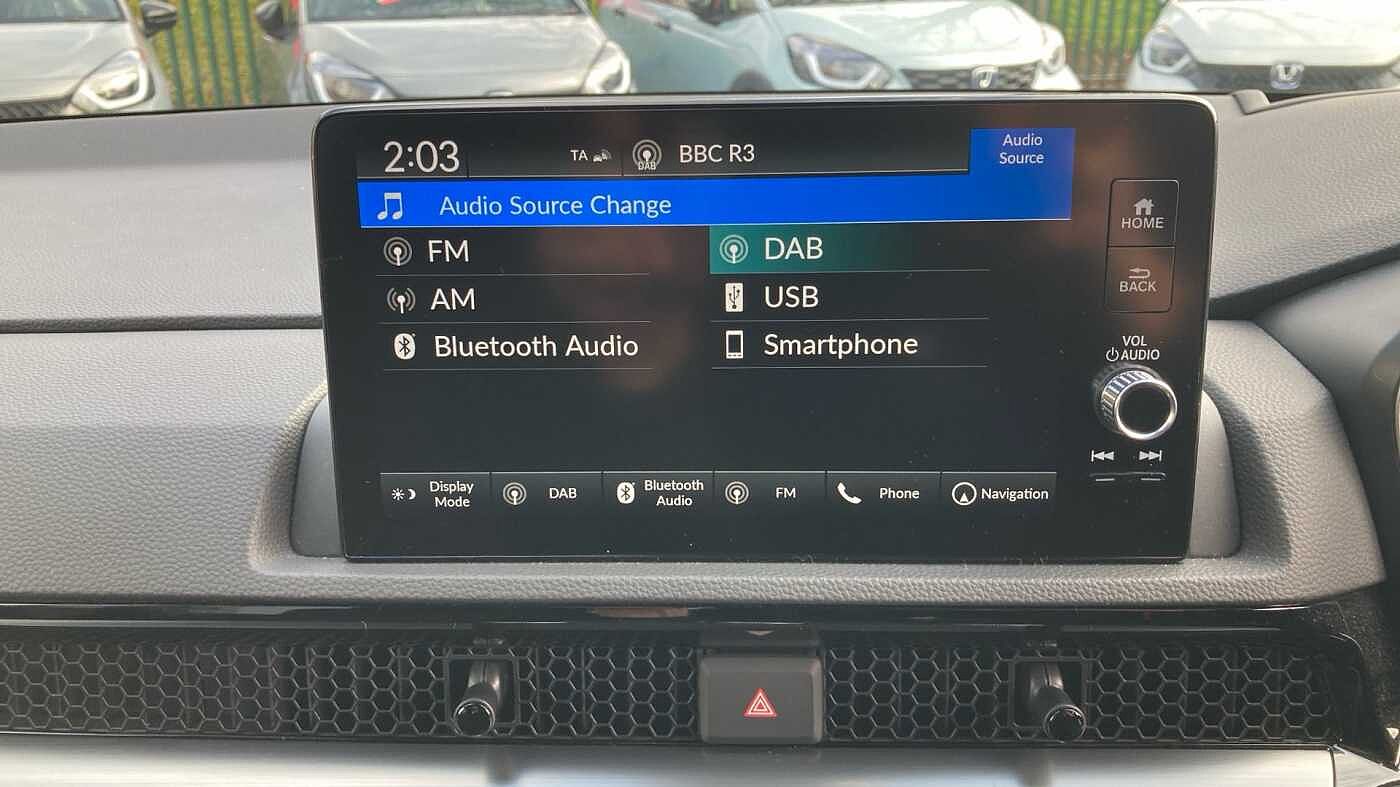 2:03
TA
DAB
BBC R3
Audio
Source
Audio Source Change
HOME
FM
DAB
BACK
AM
USB
Bluetooth Audio
Smartphone
VOL
AUDIO
Display
Mode
DAB
Bluetooth
Audio
FM
Phone
Navigation